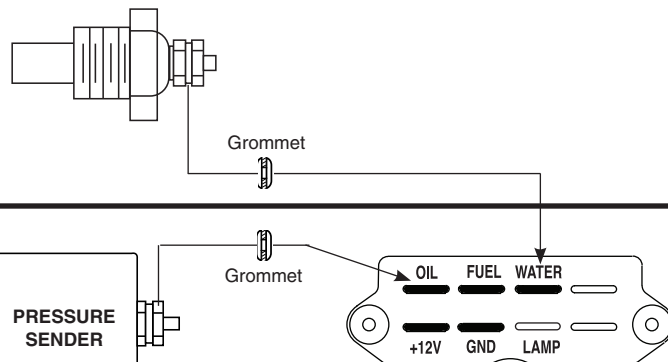 Grommet
Grommet
PRESSURE
SENDER
OIL FUEL WATER
+12V GND LAMP